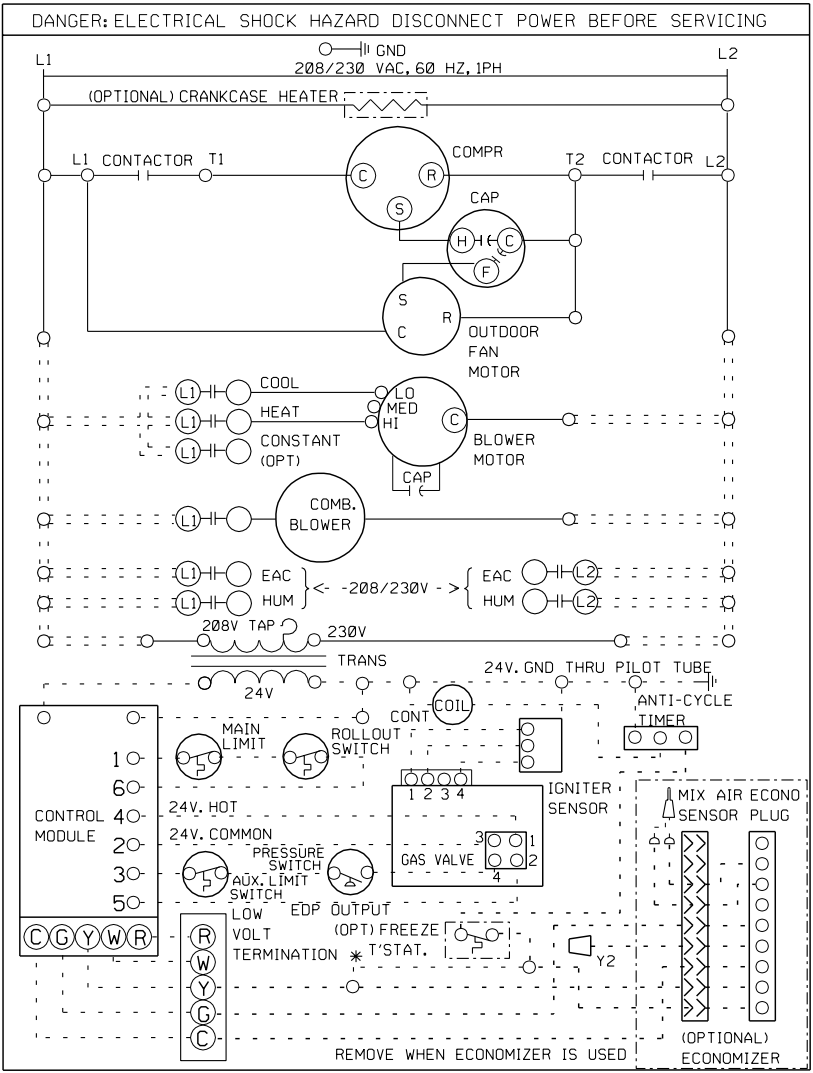 DANGER: ELECTRICAL SHOCK HAZARD DISCONNECT POWER BEFORE SERVICING
GND
L1
L2
208/230 VAC, 60 HZ, 1PH
(OPTIONAL) CRANKCASE HEATER
COMPR
L1 CONTACTOR T1
T2 CONTACTOR L2
C
R
S
CAP
H
C
F
S
R
C
OUTDOOR
FAN
MOTOR
L1
COOL
LO
MED
L1
HEAT
HI
C
L1
CONSTANT
(OPT)
BLOWER
MOTOR
CAP
L1
COMB.
BLOWER
L1
EAC
208/230V
EAC
L2
L1
HUM
HUM
L2
208V TAP
230V
TRANS
24V
24V. GND THRU PILOT TUBE
CONT
COIL
ANTI-CYCLE
TIMER
MAIN
LIMIT
ROLLOUT
SWITCH
1
6
4
2
3
5
CONTROL
MODULE
24V. HOT
24V. COMMON
1 2 3 4
IGNITER
SENSOR
GAS VALVE
3
1
2
4
PRESSURE
SWITCH
AUX. LIMIT
SWITCH
EDP OUTPUT
MIX AIR
SENSOR
ECONO
PLUG
C G Y W R
R
W
Y
G
C
LOW
VOLT
TERMINATION
(OPT) FREEZE
T'STAT.
*
Y2
REMOVE WHEN ECONOMIZER IS USED
(OPTIONAL)
ECONOMIZER